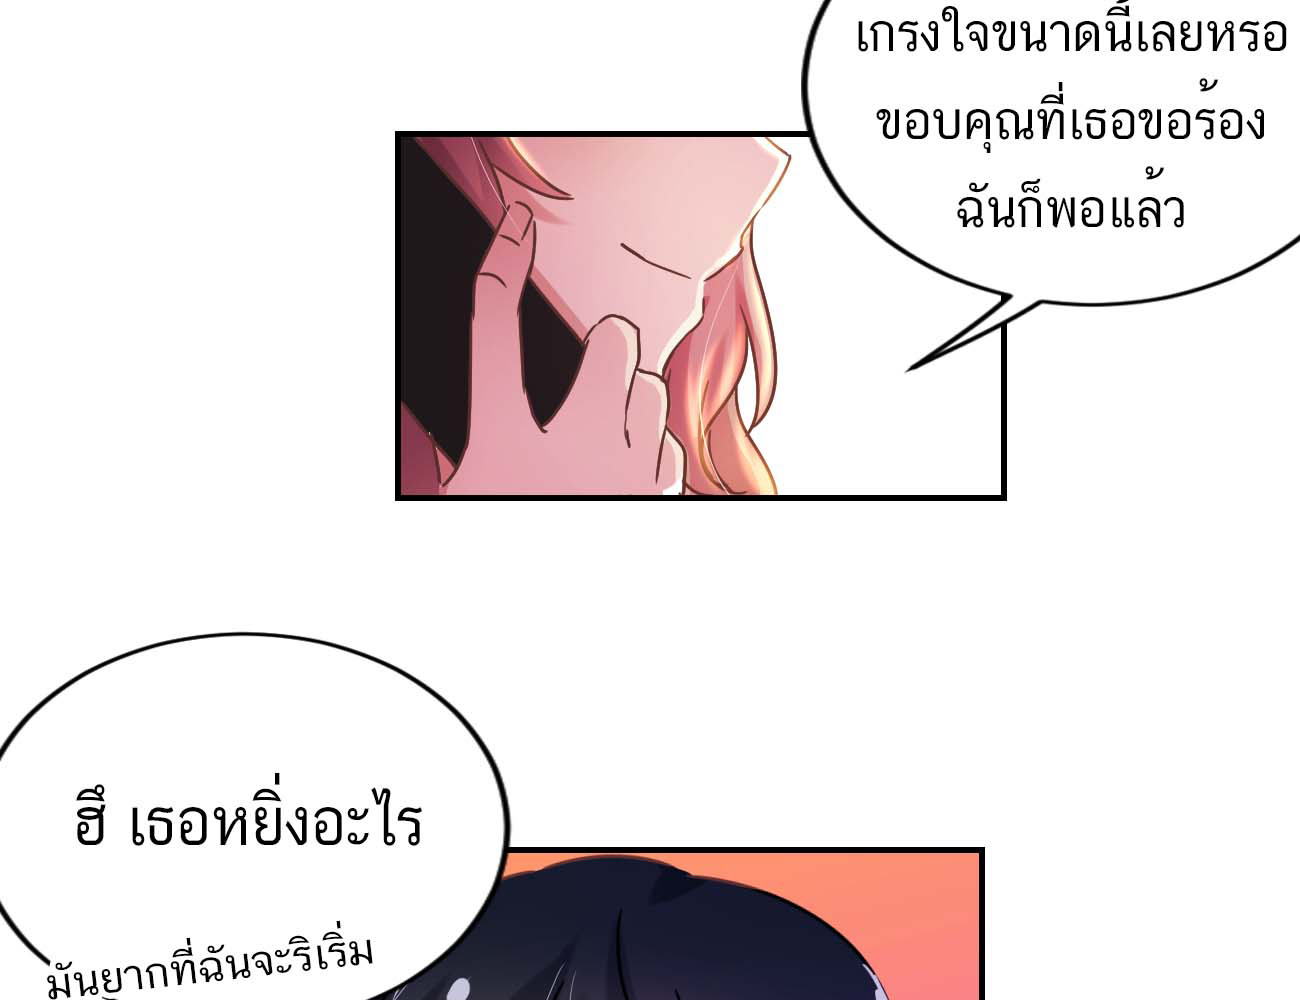 เกรงใจขนาดนี้เลยหรอ
ขอบคุณที่เธอขอร้อง
ฉันก็พอแล้ว
ฮึ เธอหยิ่งอะไร
มันยากที่ฉันจะริเริ่ม